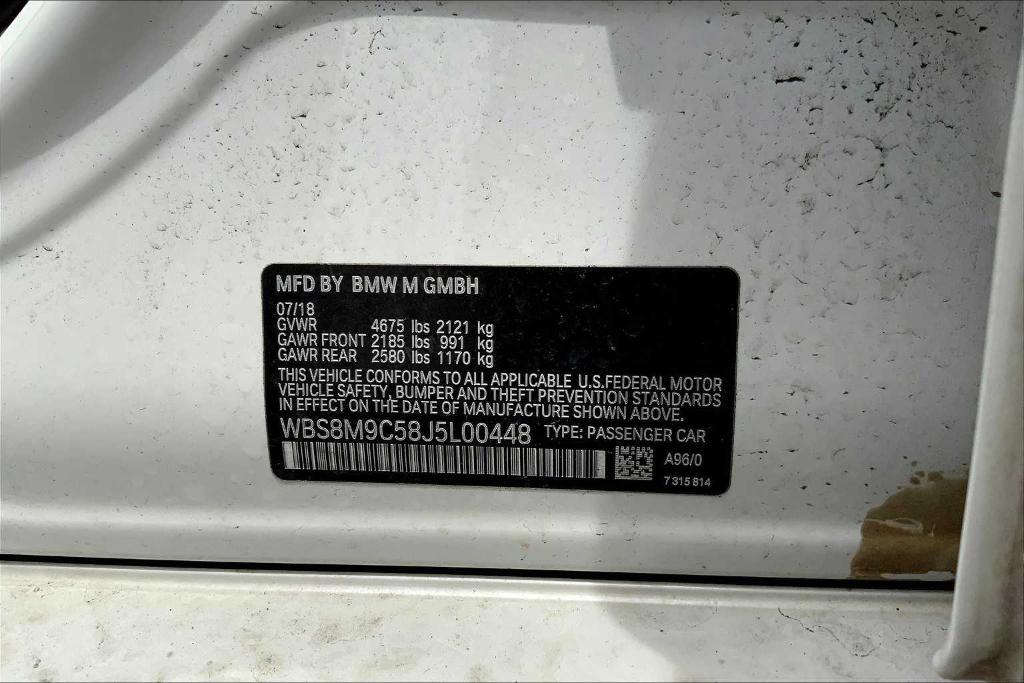 MFD BY BMW M GMBH
07/18
GVWR 4675 lbs 2121 kg
GAWR FRONT 2185 lbs 991 kg
GAWR REAR 2580 lbs 1170 kg
THIS VEHICLE CONFORMS TO ALL APPLICABLE U.S.FEDERAL MOTOR
VEHICLE SAFETY, BUMPER AND THEFT PREVENTION STANDARDS
IN EFFECT ON THE DATE OF MANUFACTURE SHOWN ABOVE.
WBS8M9C58J5L00448 TYPE: PASSENGER CAR
A96/0
7 315 814